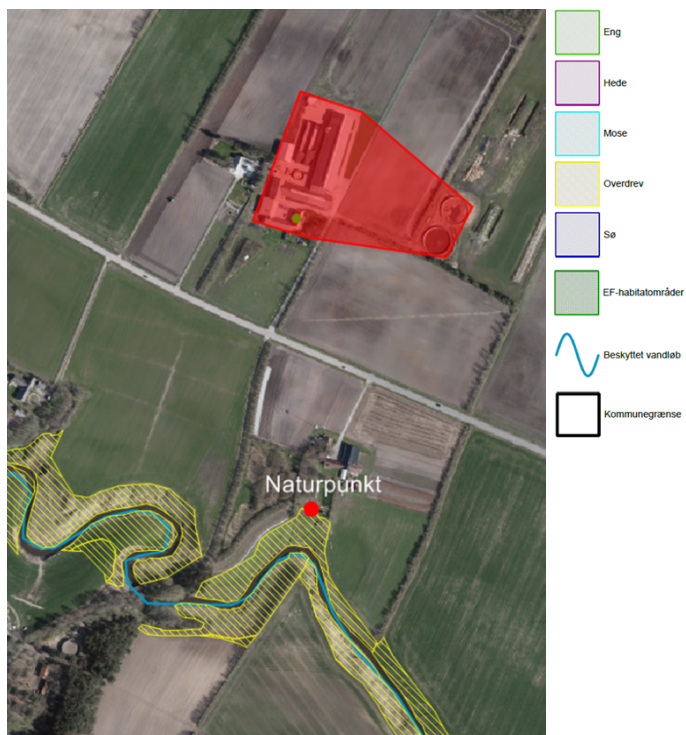 Eng
Hede
Mose
Overdrev
Sø
EF-habitatområder
Beskyttet vandløb
Kommunegrænse
Naturpunkt